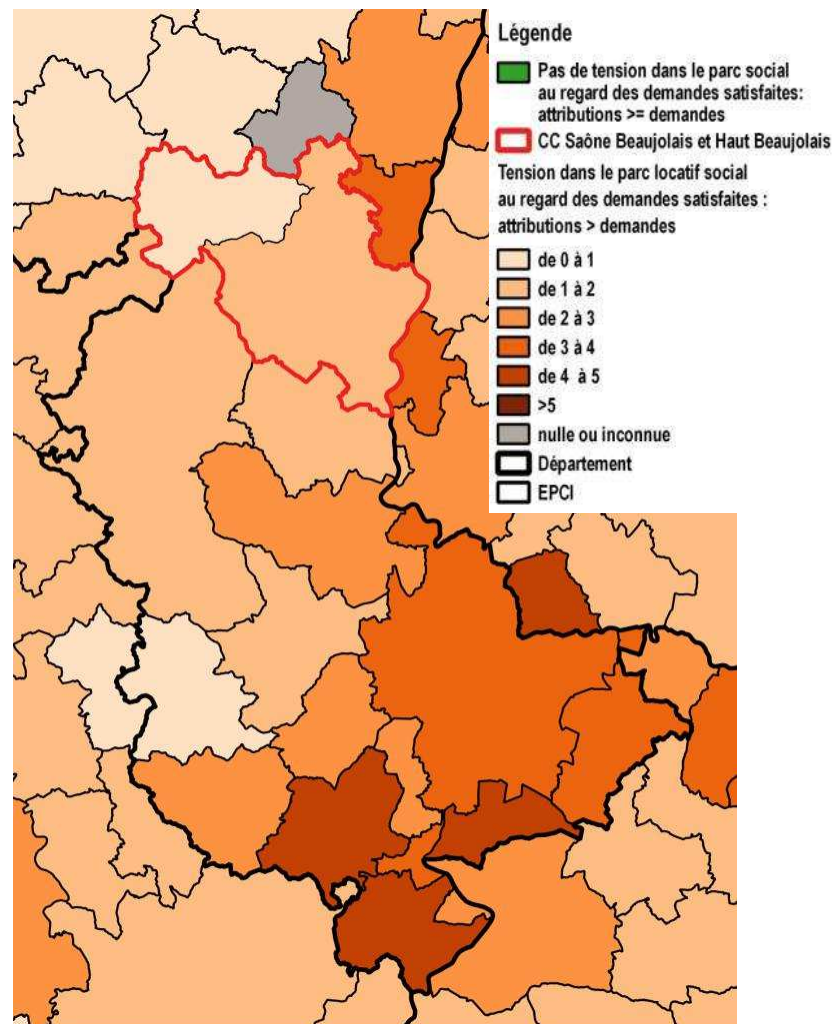 Légende
Pas de tension dans le parc social
au regard des demandes satisfaites:
attributions >= demandes
CC Saône Beaujolais et Haut Beaujolais
Tension dans le parc locatif social
au regard des demandes satisfaites :
attributions > demandes
de 0 à 1
de 1 à 2
de 2 à 3
de 3 à 4
de 4 à 5
>5
nulle ou inconnue
Département
EPCI